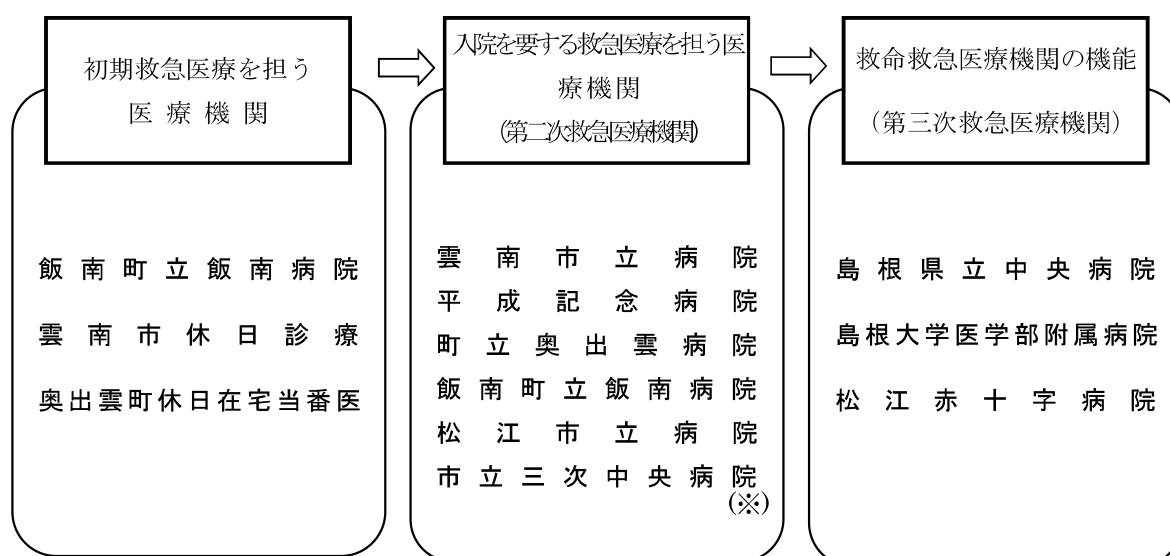 初期救急医療を担う
医療機関
飯南町立飯南病院
雲南市休日診療
奥出雲町休日在宅当番医
入院を要する救急医療を担う医
療機関
(第二次救急医療機関)
雲南市立病院
平成記念病院
町立奥出雲病院
飯南町立飯南病院
松江市立病院
市立三次中央病院
(※)
救命救急医療機関の機能
(第三次救急医療機関)
島根県立中央病院
島根大学医学部附属病院
松江赤十字病院